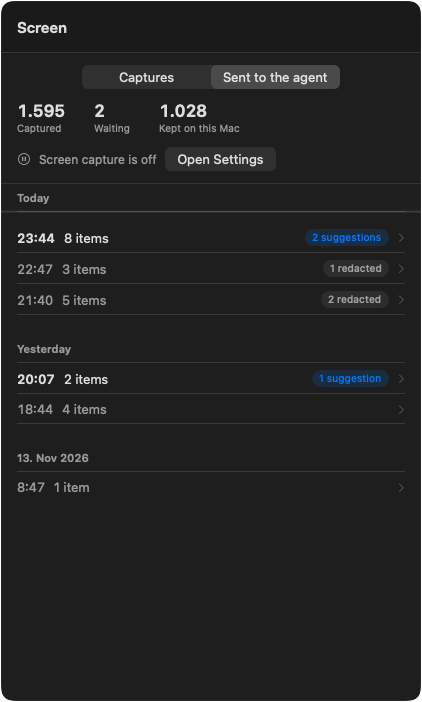 Screen
Captures Sent to the agent
1.595 2 1.028
Captured Waiting Kept on this Mac
Screen capture is off Open Settings
Today
23:44 8 items 2 suggestions
22:47 3 items 1 redacted
21:40 5 items 2 redacted
Yesterday
20:07 2 items 1 suggestion
18:44 4 items
13. Nov 2026
8:47 1 item